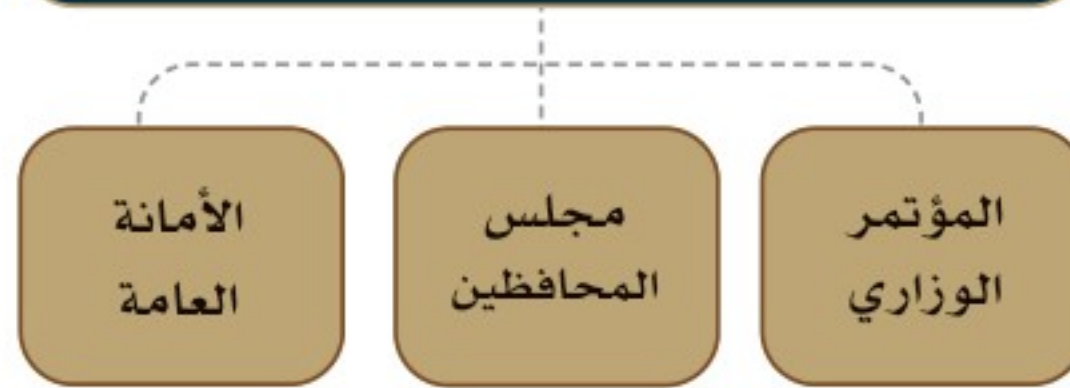 المؤتمر
الوزاري
مجلس
المحافظين
الأمانة
العامة